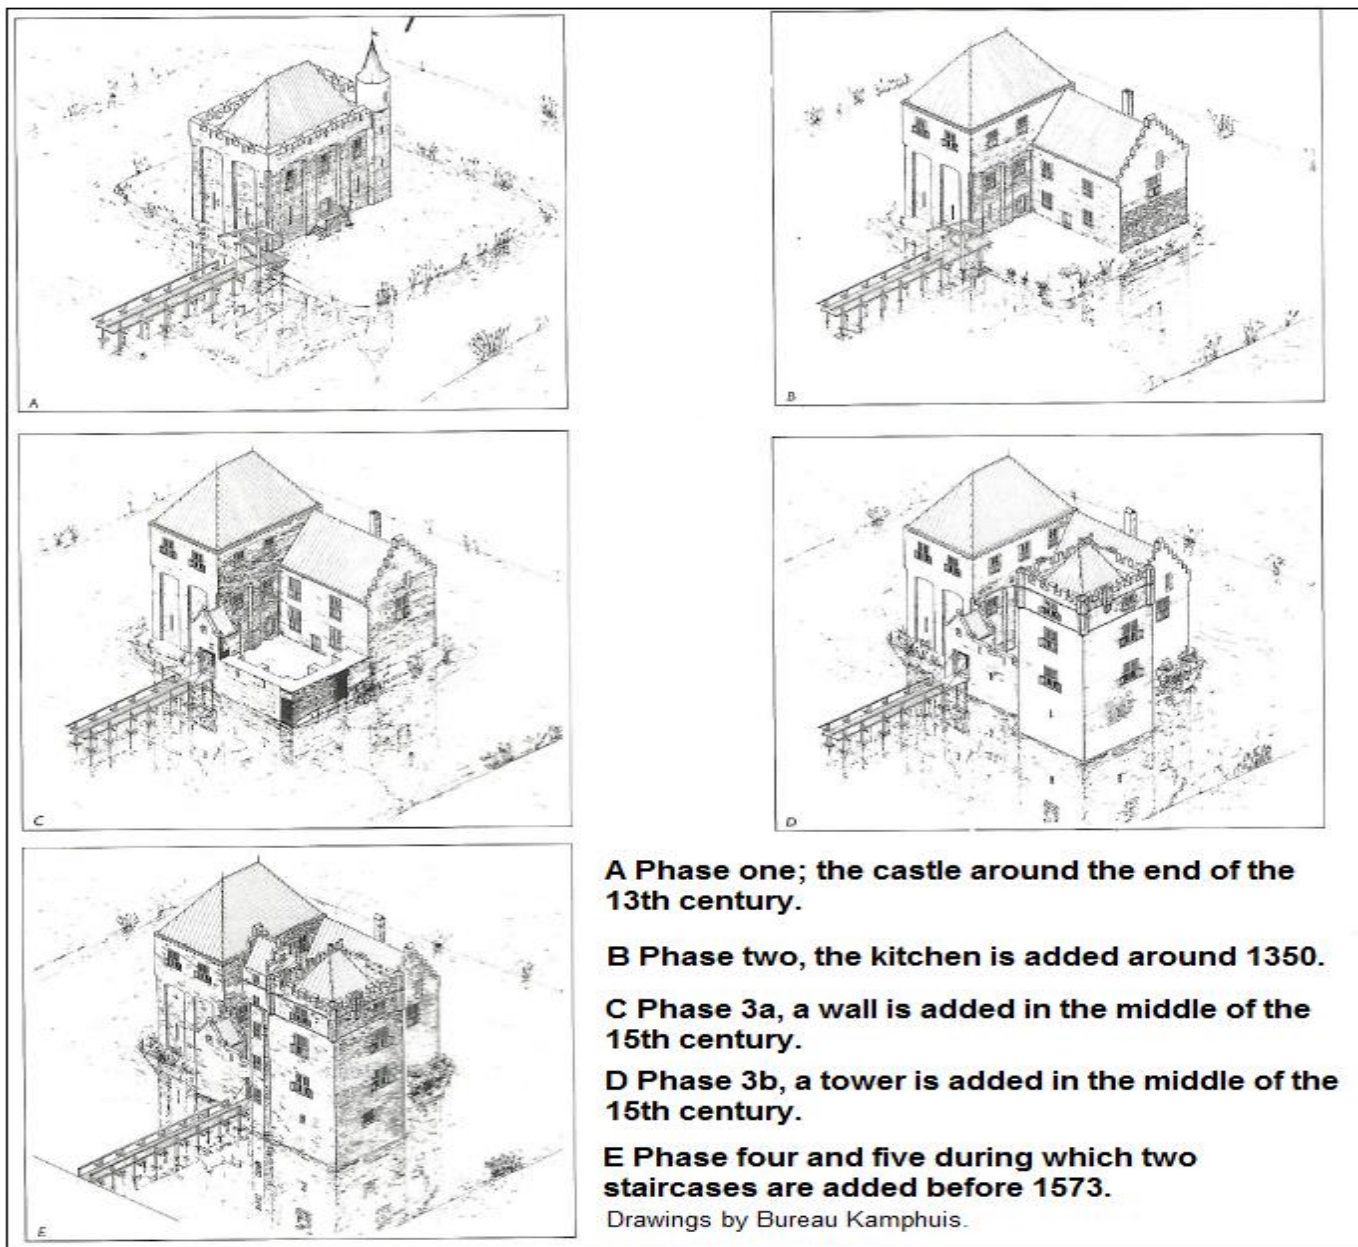 A
B
C
D
E
A Phase one; the castle around the end of the
13th century.
B Phase two, the kitchen is added around 1350.
C Phase 3a, a wall is added in the middle of the
15th century.
D Phase 3b, a tower is added in the middle of the
15th century.
E Phase four and five during which two
staircases are added before 1573.
Drawings by Bureau Kamphuis.